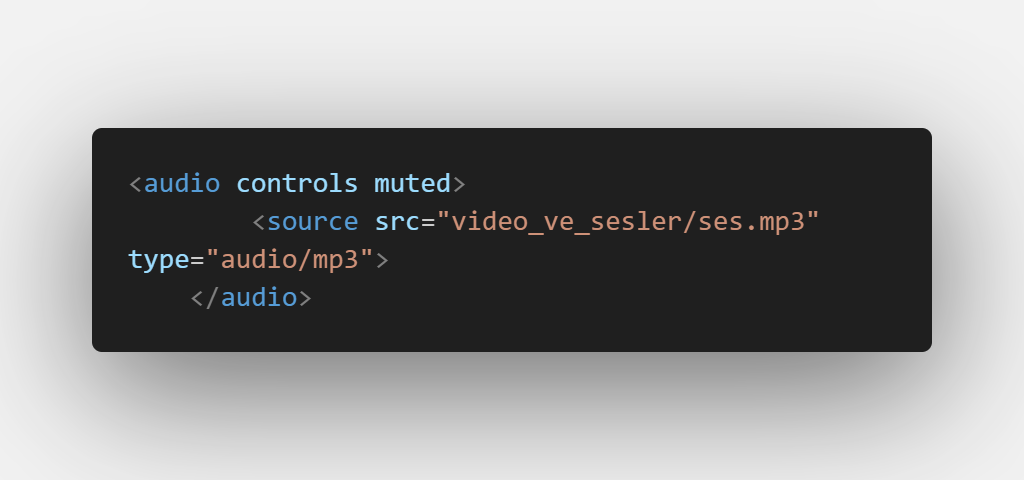 <audio controls muted>
        <source src="video_ve_sesler/ses.mp3"
type="audio/mp3">
    </audio>